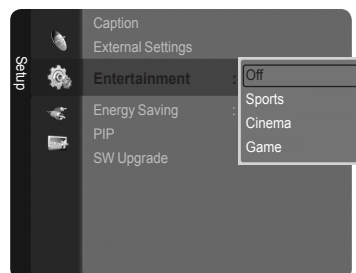 Setup
Caption
External Settings
Entertainment : Off
Sports
Energy Saving :
Cinema
PIP
Game
SW Upgrade